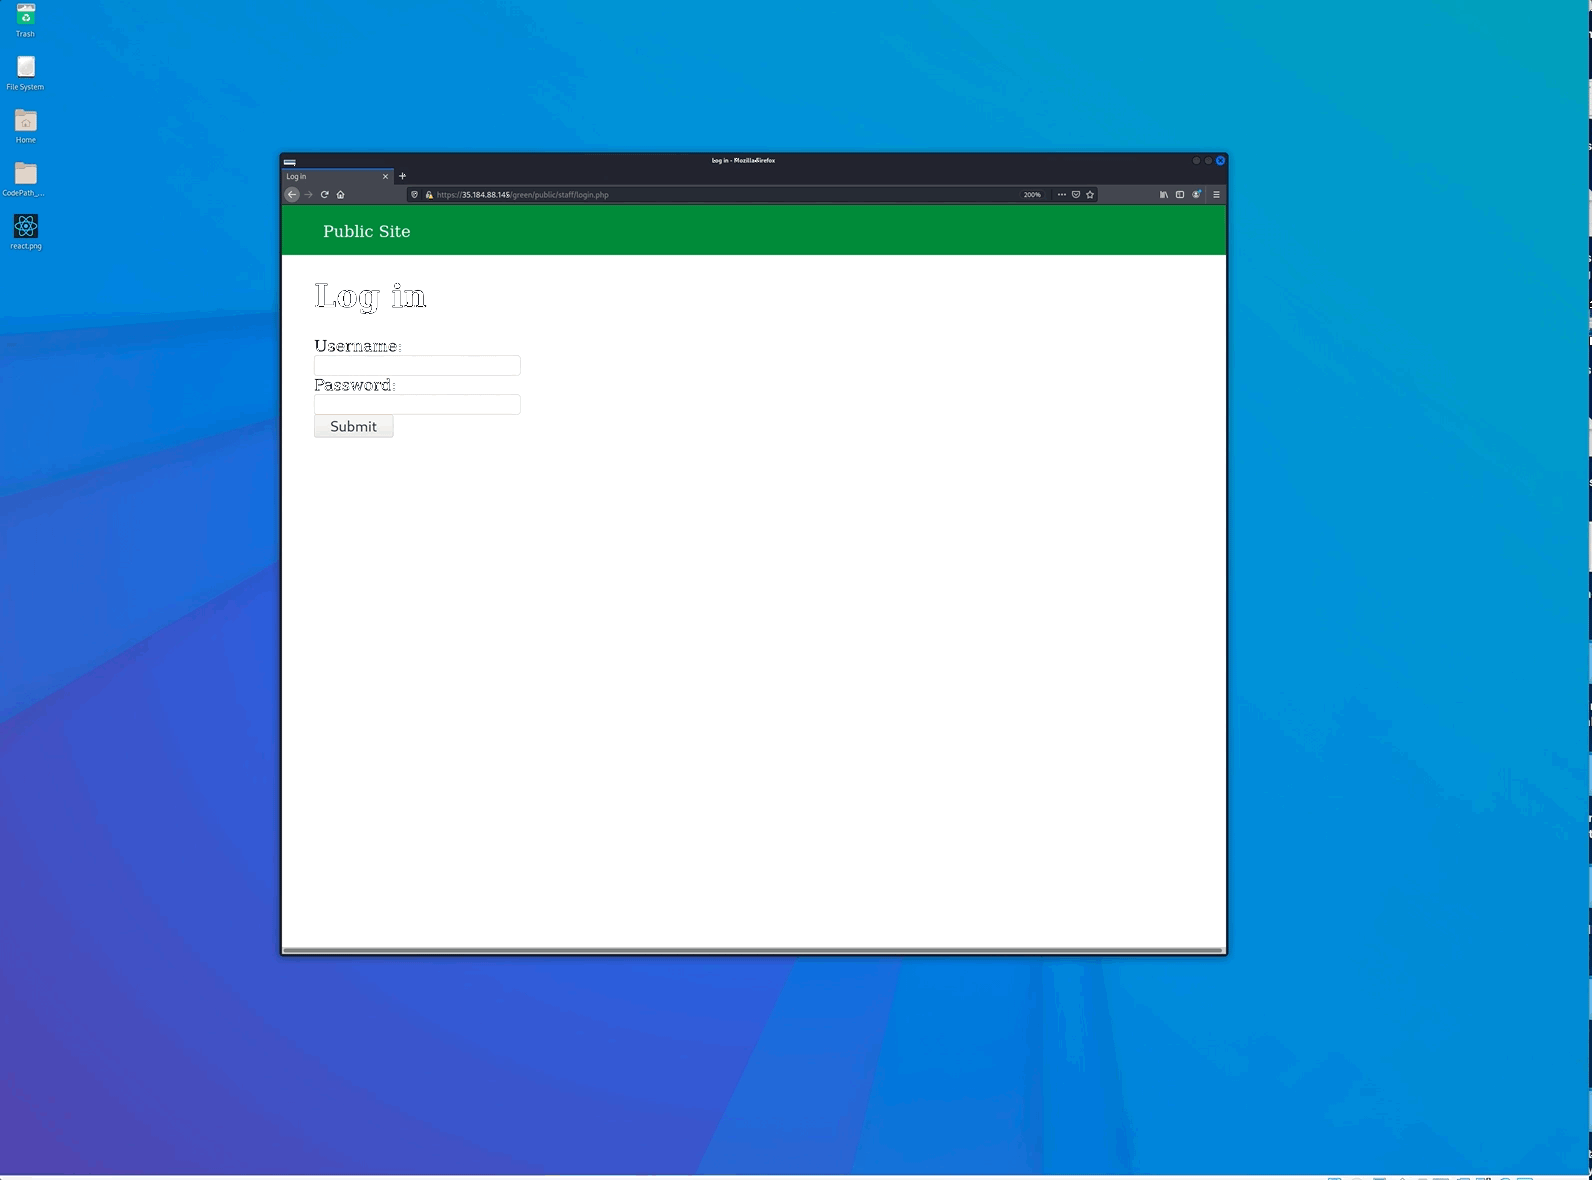 Trash
File System
Home
CodePath_...
react.png
Log in - Mozilla Firefox
Log in
https://35.184.88.145/green/public/staff/login.php
200%
Public Site
Log in
Username:
Password:
Submit